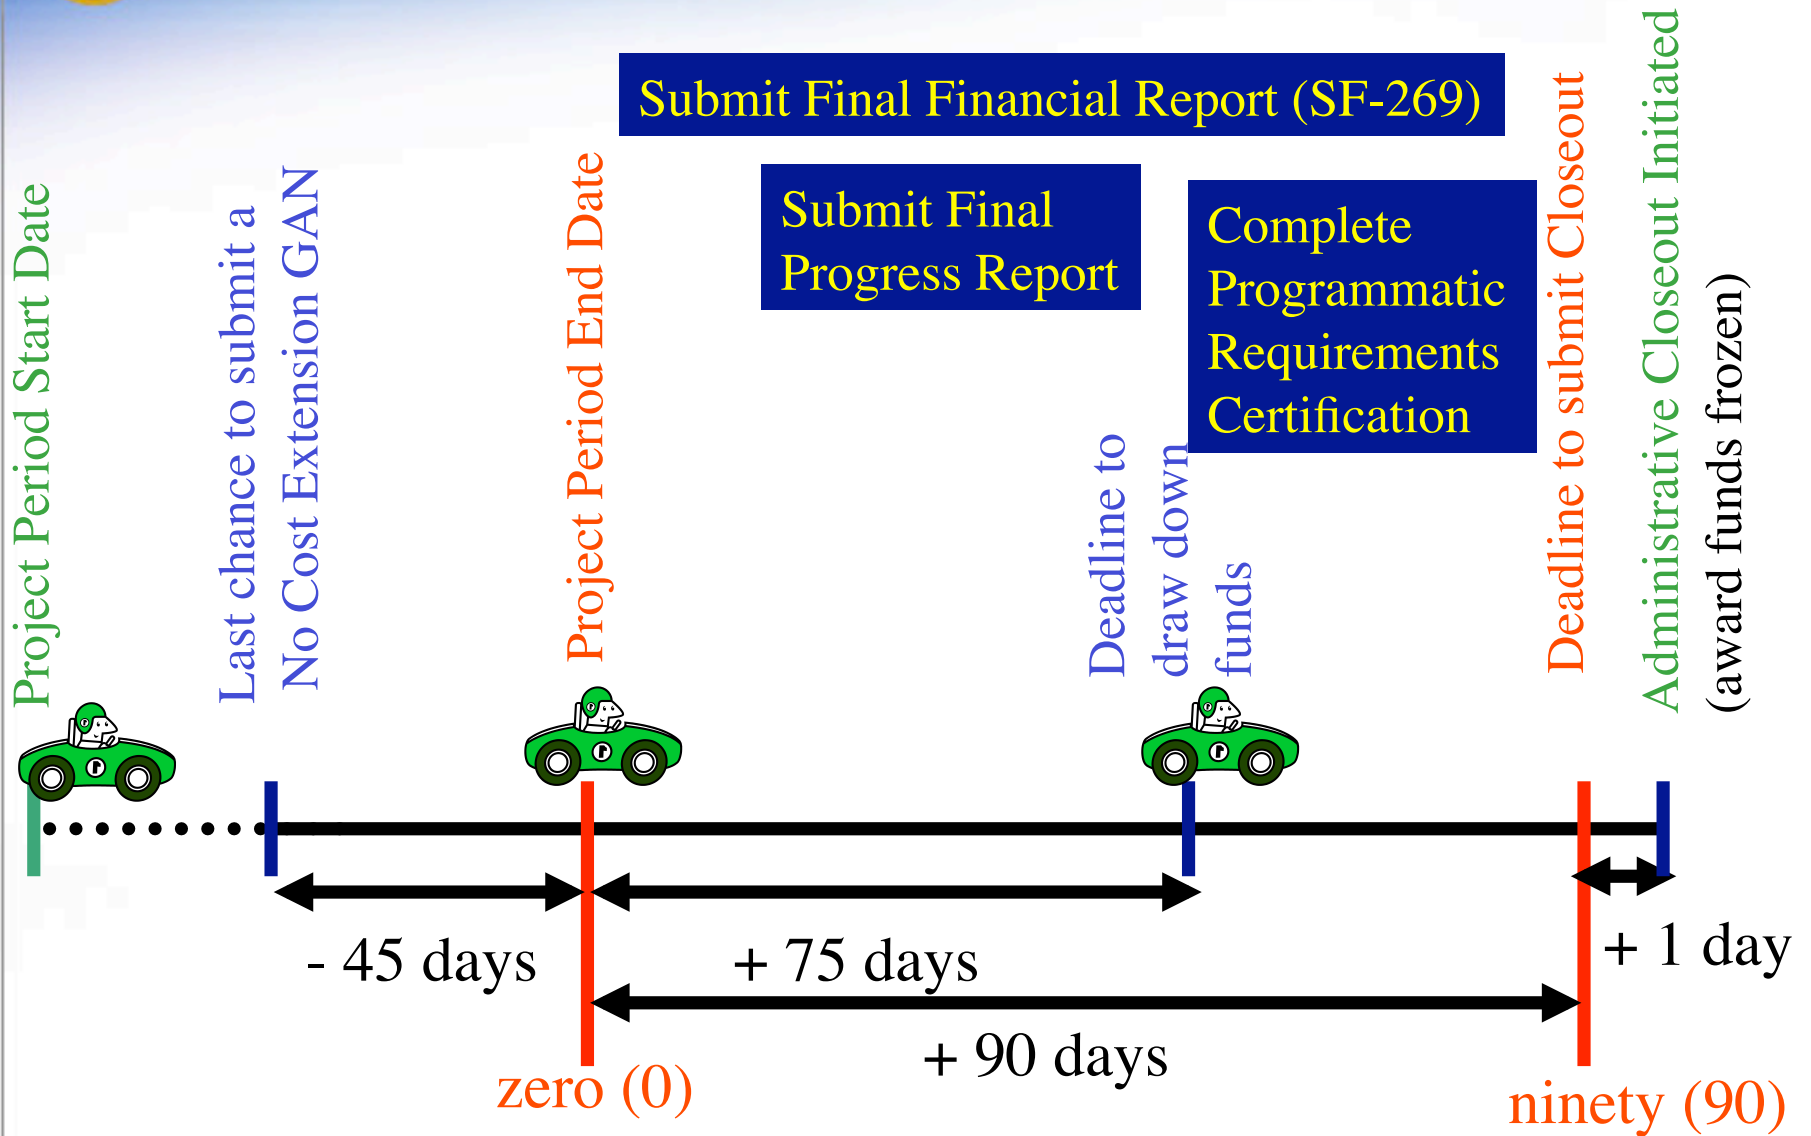 Submit Final Financial Report (SF-269)
Submit Final
Progress Report
Complete
Programmatic
Requirements
Certification
Project Period Start Date
Last chance to submit a
No Cost Extension GAN
Project Period End Date
Deadline to
draw down
funds
Deadline to submit Closeout
Administrative Closeout Initiated
(award funds frozen)
1
1
1
- 45 days
+ 75 days
+ 1 day
+ 90 days
zero (0)
ninety (90)